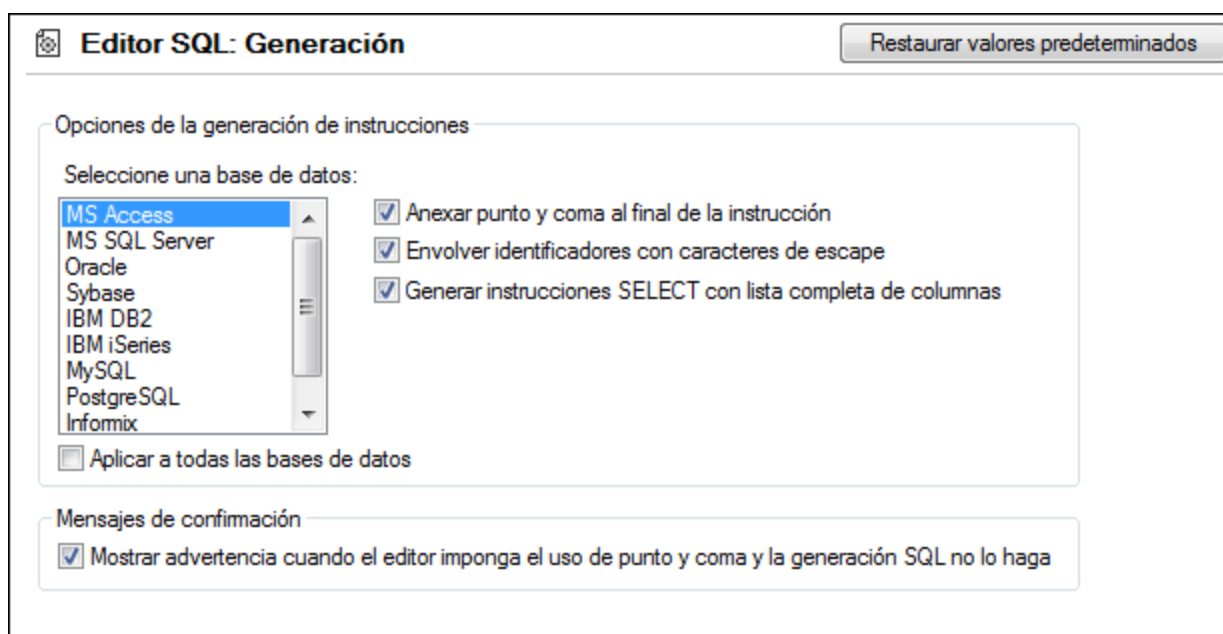 Editor SQL: Generación
Restaurar valores predeterminados
Opciones de la generación de instrucciones
Seleccione una base de datos:
MS Access
MS SQL Server
Oracle
Sybase
IBM DB2
IBM iSeries
MySQL
PostgreSQL
Informix
Anexar punto y coma al final de la instrucción
Envolver identificadores con caracteres de escape
Generar instrucciones SELECT con lista completa de columnas
Aplicar a todas las bases de datos
Mensajes de confirmación
Mostrar advertencia cuando el editor imponga el uso de punto y coma y la generación SQL no lo haga